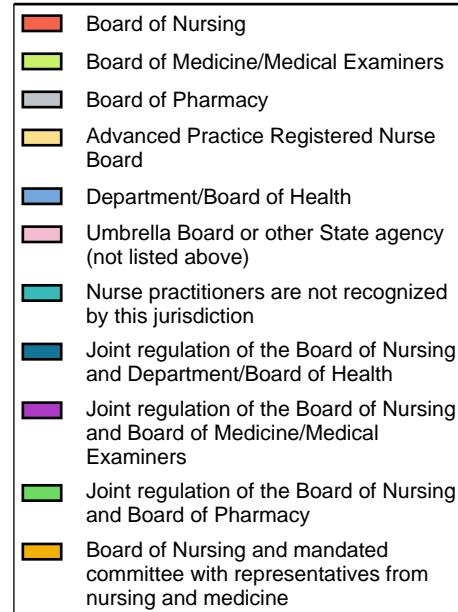 Board of Nursing
Board of Medicine/Medical Examiners
Board of Pharmacy
Advanced Practice Registered Nurse
Board
Department/Board of Health
Umbrella Board or other State agency
(not listed above)
Nurse practitioners are not recognized
by this jurisdiction
Joint regulation of the Board of Nursing
and Department/Board of Health
Joint regulation of the Board of Nursing
and Board of Medicine/Medical
Examiners
Joint regulation of the Board of Nursing
and Board of Pharmacy
Board of Nursing and mandated
committee with representatives from
nursing and medicine